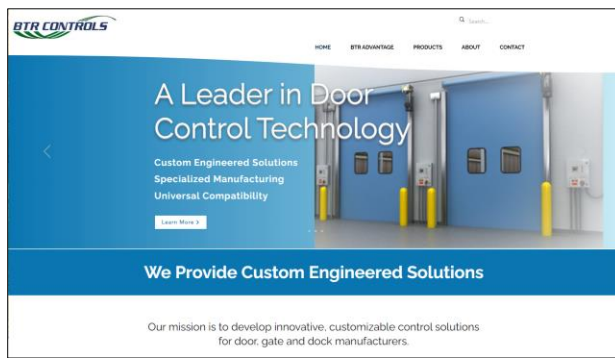 BTR CONTROLS
Search...
HOME BTR ADVANTAGE PRODUCTS ABOUT CONTACT
A Leader in Door
Control Technology
Custom Engineered Solutions
Specialized Manufacturing
Universal Compatibility
Learn More >
We Provide Custom Engineered Solutions
Our mission is to develop innovative, customizable control solutions
for door, gate and dock manufacturers.